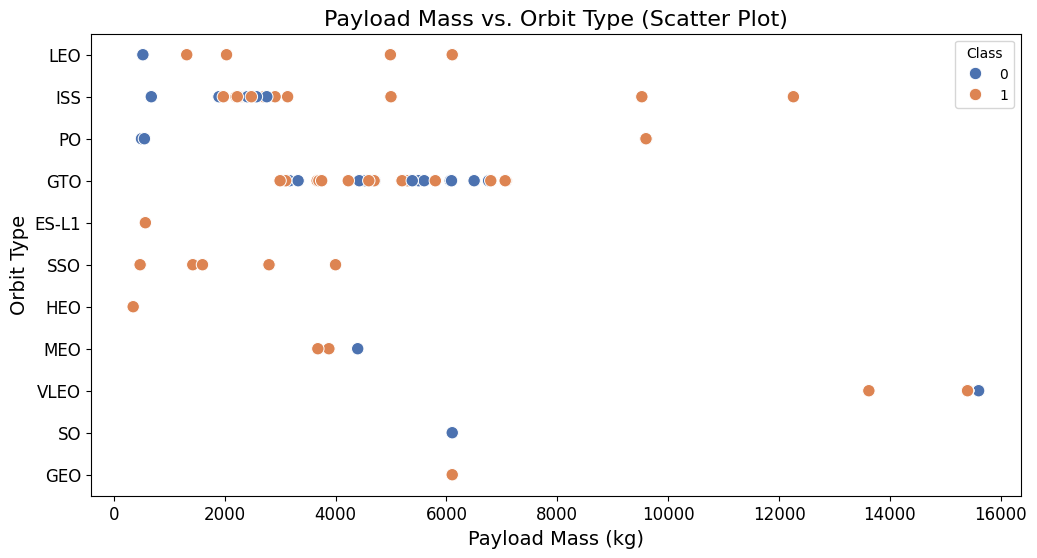 Payload Mass vs. Orbit Type (Scatter Plot)
Class
0
1
Orbit Type
LEO
ISS
PO
GTO
ES-L1
SSO
HEO
MEO
VLEO
SO
GEO
0 2000 4000 6000 8000 10000 12000 14000 16000
Payload Mass (kg)